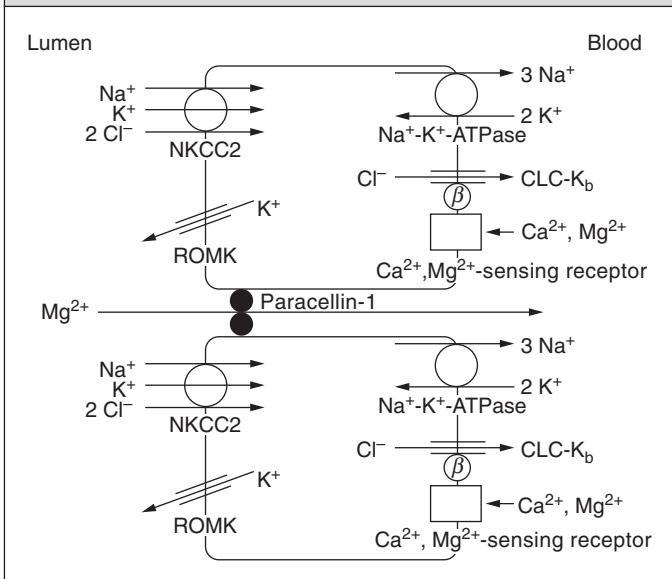 Lumen Blood
Na⁺ 3 Na⁺
K⁺
2 Cl⁻ 2 K⁺
NKCC2 Na⁺-K⁺-ATPase
Cl⁻ CLC-K_b
β
K⁺ Ca²⁺, Mg²⁺
ROMK
Ca²⁺,Mg²⁺-sensing receptor
Paracellin-1
Mg²⁺
Na⁺ 3 Na⁺
K⁺ 2 K⁺
2 Cl⁻ Na⁺-K⁺-ATPase
NKCC2
Cl⁻ CLC-K_b
β
K⁺
Ca²⁺, Mg²⁺
ROMK
Ca²⁺, Mg²⁺-sensing receptor